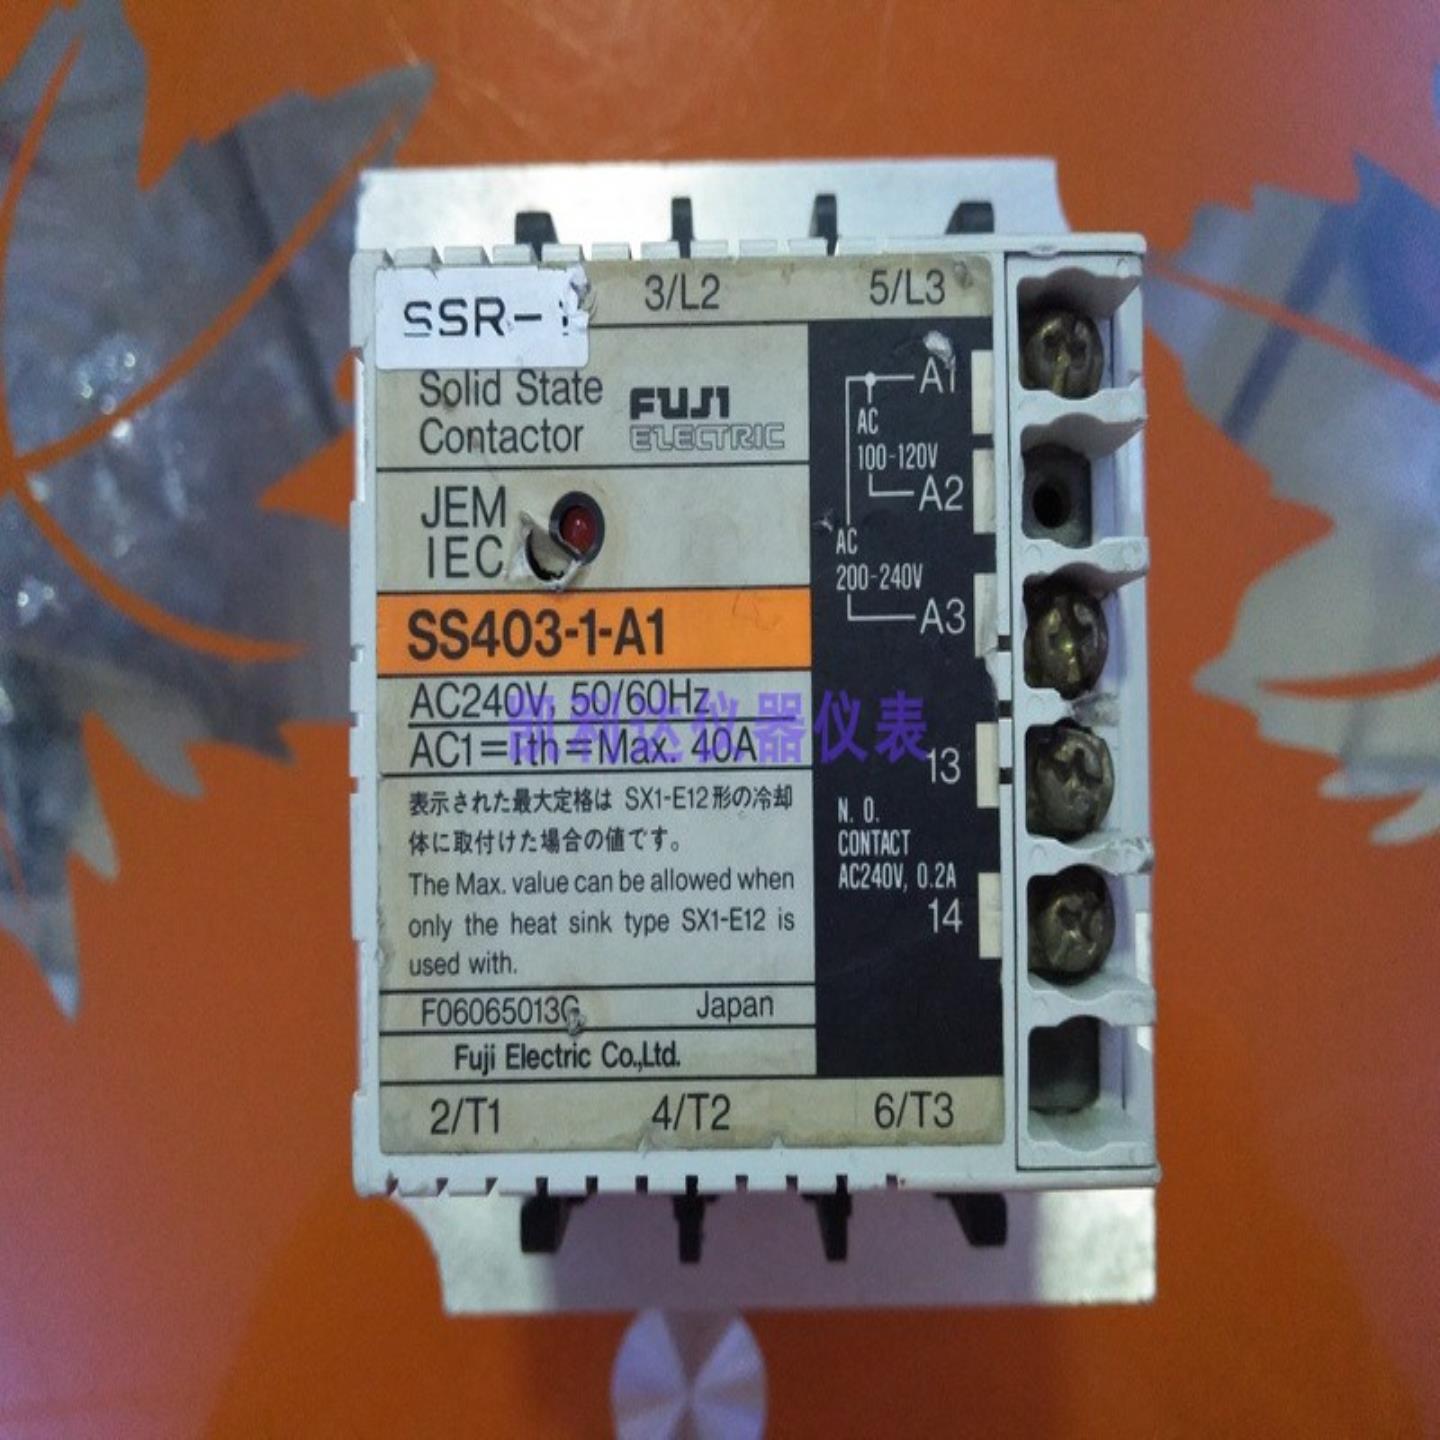 SSR-
3/L2
5/L3
Solid State
Contactor
FUJI
ELECTRIC
JEM
IEC
SS403-1-A1
AC240V, 50/60Hz
AC1=Ith=Max. 40A
表示された最大定格は SX1-E12形の冷却
体に取付けた場合の値です。
The Max. value can be allowed when
only the heat sink type SX1-E12 is
used with.
F06065013G
Japan
Fuji Electric Co.,Ltd.
2/T1
4/T2
6/T3
A1
AC
100-120V
A2
AC
200-240V
A3
13
N. O.
CONTACT
AC240V, 0.2A
14
凯利达仪器仪表